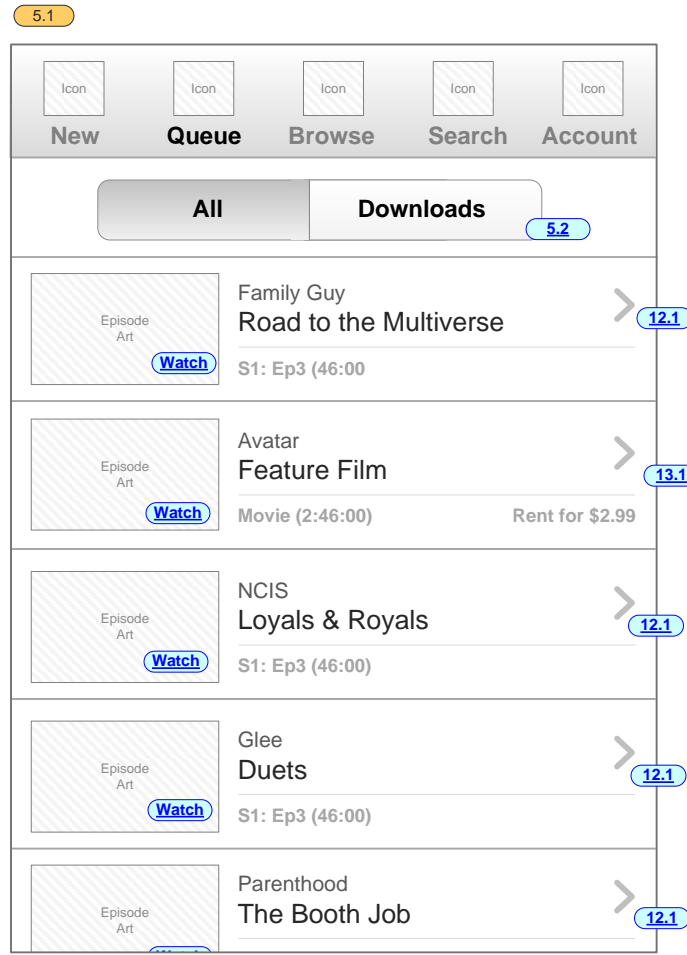 5.1
Icon Icon Icon Icon Icon
New Queue Browse Search Account
All Downloads
5.2
Family Guy
Road to the Multiverse
12.1
Episode
Art
Watch
S1: Ep3 (46:00
Avatar
Feature Film
13.1
Episode
Art
Watch
Movie (2:46:00) Rent for $2.99
NCIS
Loyals & Royals
12.1
Episode
Art
Watch
S1: Ep3 (46:00)
Glee
Duets
12.1
Episode
Art
Watch
S1: Ep3 (46:00)
Parenthood
The Booth Job
12.1
Episode
Art